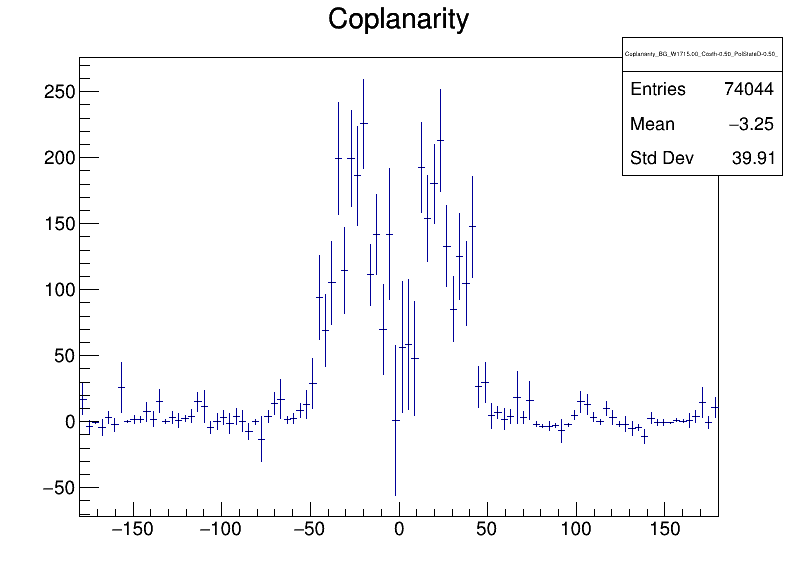 Coplanarity
Coplanarity_BG_W1715.00_Costh-0.50_PolStateD-0.50_
Entries 74044
Mean −3.25
Std Dev 39.91
250
200
150
100
50
0
−50
−150 −100 −50 0 50 100 150